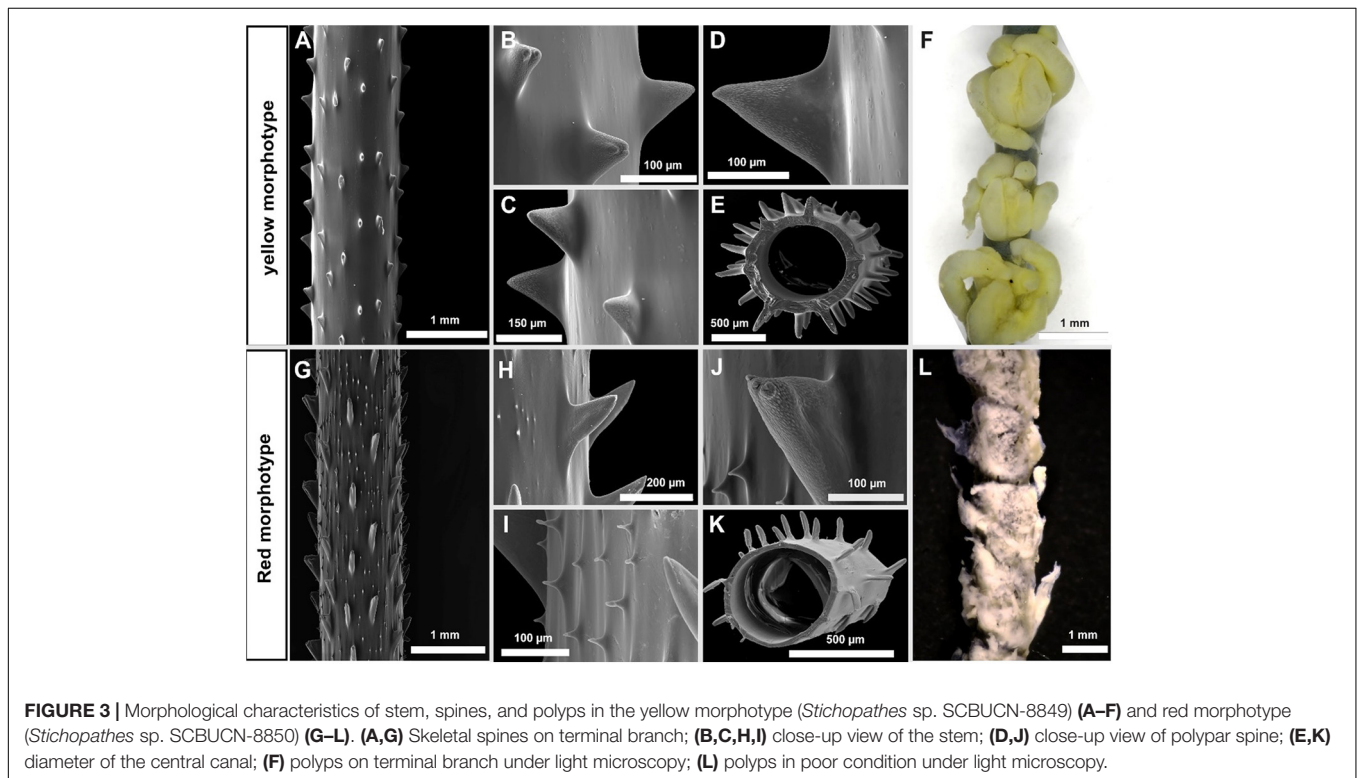 yellow morphotype
A
1 mm
B
100 µm
D
100 µm
F
1 mm
C
150 µm
E
500 µm
Red morphotype
G
1 mm
H
200 µm
J
100 µm
L
1 mm
I
100 µm
K
500 µm
FIGURE 3 | Morphological characteristics of stem, spines, and polyps in the yellow morphotype (Stichopathes sp. SCBUCN-8849) (A–F) and red morphotype
(Stichopathes sp. SCBUCN-8850) (G–L). (A,G) Skeletal spines on terminal branch; (B,C,H,I) close-up view of the stem; (D,J) close-up view of polypar spine; (E,K)
diameter of the central canal; (F) polyps on terminal branch under light microscopy; (L) polyps in poor condition under light microscopy.